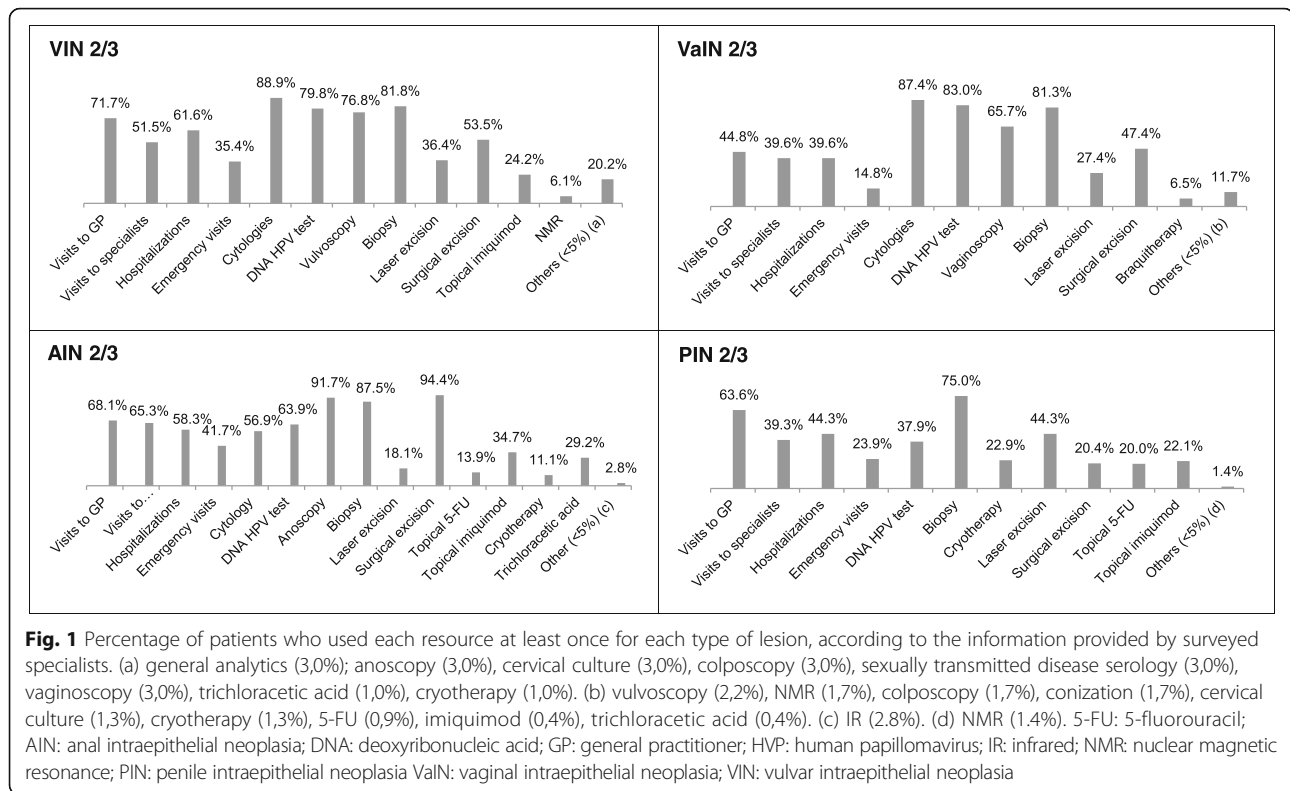 VIN 2/3
71.7%
51.5%
61.6%
35.4%
88.9%
79.8%
76.8%
81.8%
36.4%
53.5%
24.2%
6.1%
20.2%
Visits to GP
Visits to specialists
Hospitalizations
Emergency visits
Cytologies
DNA HPV test
Vulvoscopy
Biopsy
Laser excision
Surgical excision
Topical imiquimod
NMR
Others (<5%) (a)
VaIN 2/3
44.8%
39.6%
39.6%
14.8%
87.4%
83.0%
65.7%
81.3%
27.4%
47.4%
6.5%
11.7%
Visits to GP
Visits to specialists
Hospitalizations
Emergency visits
Cytologies
DNA HPV test
Vaginoscopy
Biopsy
Laser excision
Surgical excision
Braquitherapy
Others (<5%) (b)
AIN 2/3
68.1%
65.3%
58.3%
41.7%
56.9%
63.9%
91.7%
87.5%
18.1%
94.4%
13.9%
34.7%
11.1%
29.2%
2.8%
Visits to GP
Visits to…
Hospitalizations
Emergency visits
Cytology
DNA HPV test
Anoscopy
Biopsy
Laser excision
Surgical excision
Topical 5-FU
Topical imiquimod
Cryotherapy
Trichloracetic acid
Other (<5%) (c)
PIN 2/3
63.6%
39.3%
44.3%
23.9%
37.9%
75.0%
22.9%
44.3%
20.4%
20.0%
22.1%
1.4%
Visits to GP
Visits to specialists
Hospitalizations
Emergency visits
DNA HPV test
Biopsy
Cryotherapy
Laser excision
Surgical excision
Topical 5-FU
Topical imiquimod
Others (<5%) (d)
Fig. 1 Percentage of patients who used each resource at least once for each type of lesion, according to the information provided by surveyed
specialists. (a) general analytics (3,0%); anoscopy (3,0%), cervical culture (3,0%), colposcopy (3,0%), sexually transmitted disease serology (3,0%),
vaginoscopy (3,0%), trichloracetic acid (1,0%), cryotherapy (1,0%). (b) vulvoscopy (2,2%), NMR (1,7%), colposcopy (1,7%), conization (1,7%), cervical
culture (1,3%), cryotherapy (1,3%), 5-FU (0,9%), imiquimod (0,4%), trichloracetic acid (0,4%). (c) IR (2.8%). (d) NMR (1.4%). 5-FU: 5-fluorouracil;
AIN: anal intraepithelial neoplasia; DNA: deoxyribonucleic acid; GP: general practitioner; HVP: human papillomavirus; IR: infrared; NMR: nuclear magnetic
resonance; PIN: penile intraepithelial neoplasia VaIN: vaginal intraepithelial neoplasia; VIN: vulvar intraepithelial neoplasia